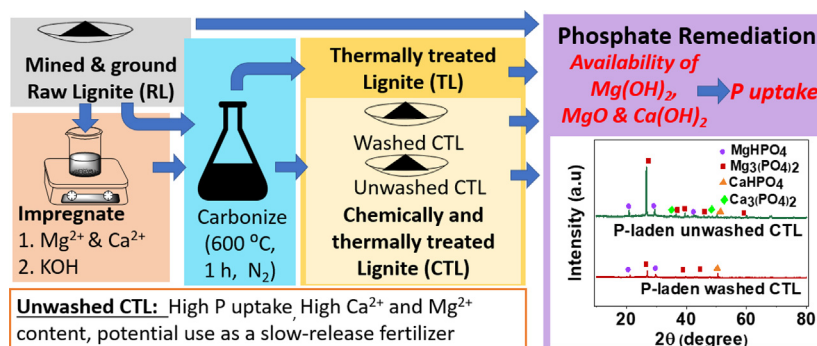 Mined & ground
Raw Lignite (RL)
Impregnate
1. Mg²⁺ & Ca²⁺
2. KOH
Carbonize
(600 ⁰C,
1 h, N₂)
Thermally treated
Lignite (TL)
Washed CTL
Unwashed CTL
Chemically and
thermally treated
Lignite (CTL)
Phosphate Remediation
Availability of
Mg(OH)₂,
MgO & Ca(OH)₂
P uptake
Intensity (a.u)
MgHPO4
Mg3(PO4)2
CaHPO4
Ca3(PO4)2
P-laden unwashed CTL
P-laden washed CTL
20 40 60 80
2θ (degree)
Unwashed CTL: High P uptake, High Ca²⁺ and Mg²⁺
content, potential use as a slow-release fertilizer